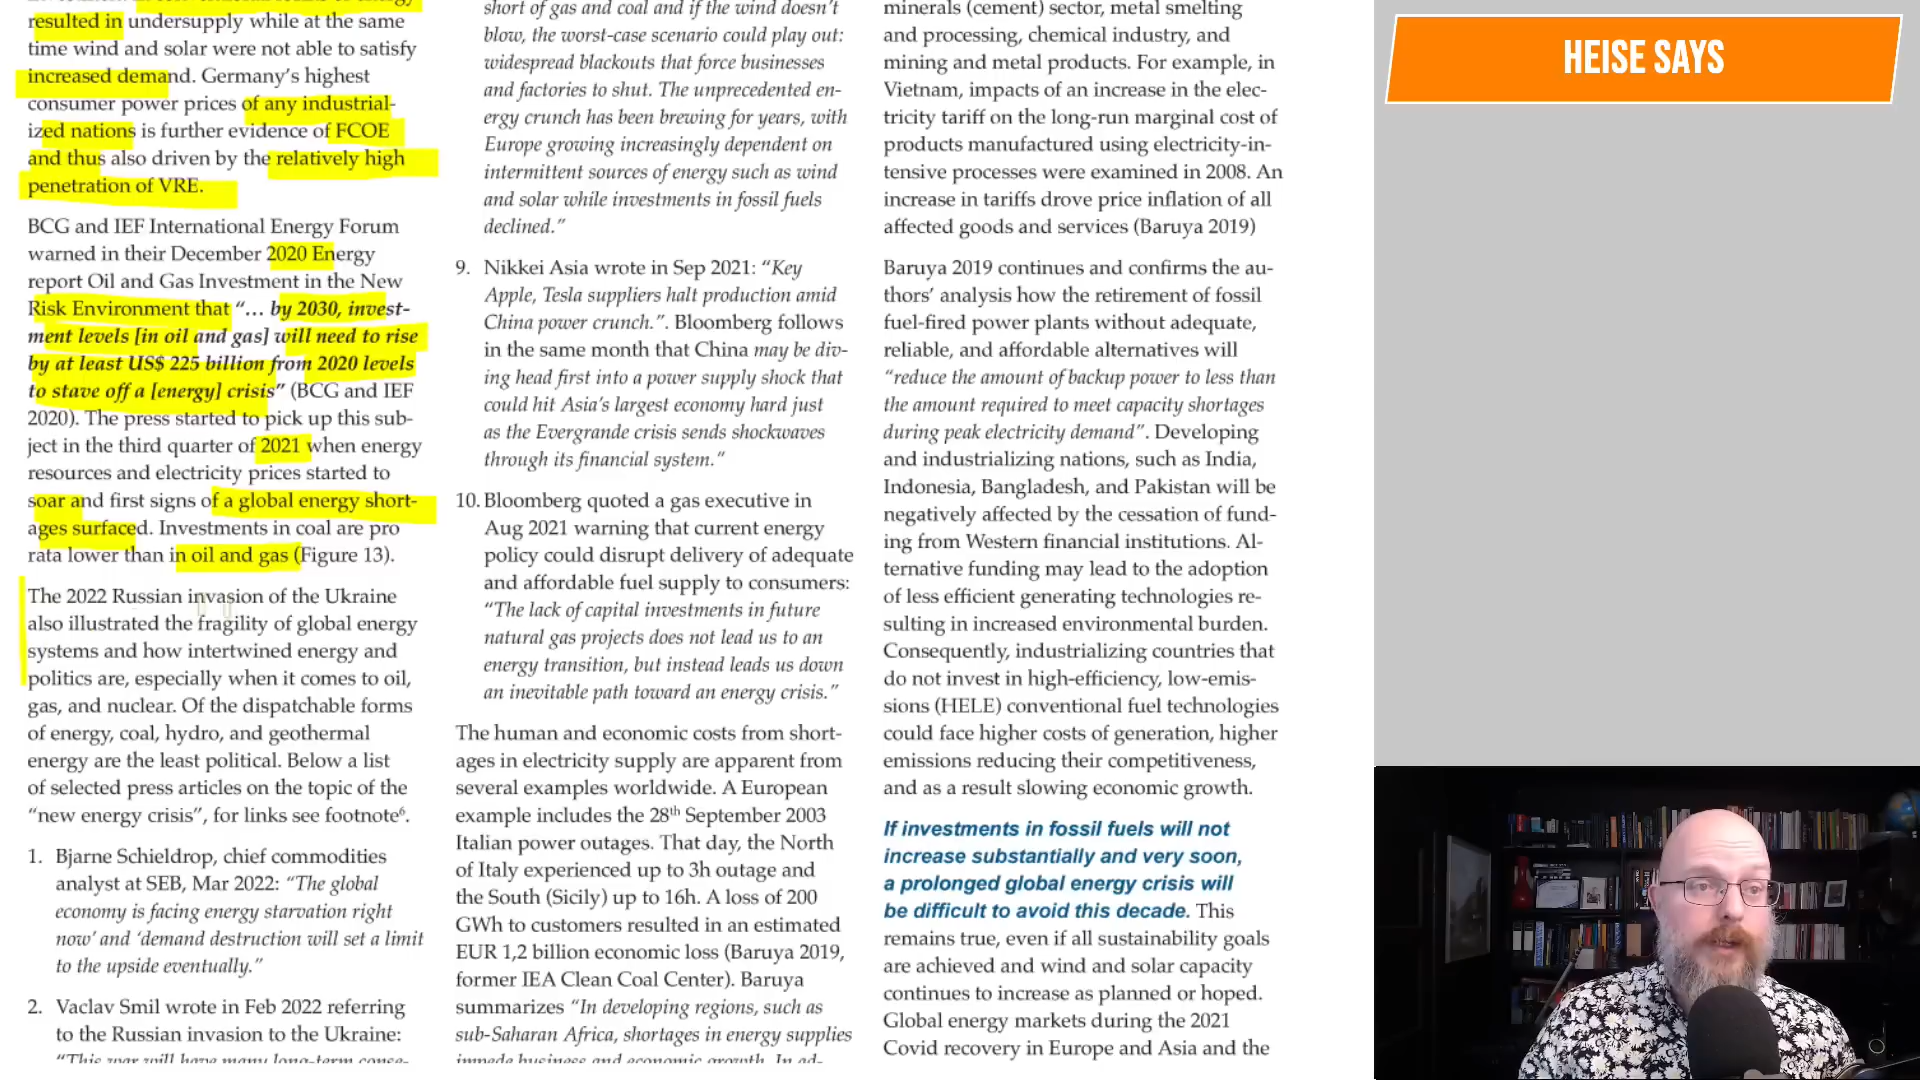 resulted in undersupply while at the same
time wind and solar were not able to satisfy
increased demand. Germany’s highest
consumer power prices of any industrial-
ized nations is further evidence of FCOE
and thus also driven by the relatively high
penetration of VRE.
BCG and IEF International Energy Forum
warned in their December 2020 Energy
report Oil and Gas Investment in the New
Risk Environment that “… by 2030, invest-
ment levels [in oil and gas] will need to rise
by at least US$ 225 billion from 2020 levels
to stave off a [energy] crisis” (BCG and IEF
2020). The press started to pick up this sub-
ject in the third quarter of 2021 when energy
resources and electricity prices started to
soar and first signs of a global energy short-
ages surfaced. Investments in coal are pro
rata lower than in oil and gas (Figure 13).
The 2022 Russian invasion of the Ukraine
also illustrated the fragility of global energy
systems and how intertwined energy and
politics are, especially when it comes to oil,
gas, and nuclear. Of the dispatchable forms
of energy, coal, hydro, and geothermal
energy are the least political. Below a list
of selected press articles on the topic of the
“new energy crisis”, for links see footnote⁶.
1. Bjarne Schieldrop, chief commodities
analyst at SEB, Mar 2022: “The global
economy is facing energy starvation right
now’ and ‘demand destruction will set a limit
to the upside eventually.”
2. Vaclav Smil wrote in Feb 2022 referring
to the Russian invasion to the Ukraine:
“This war will have many long-term conse-
short of gas and coal and if the wind doesn’t
blow, the worst-case scenario could play out:
widespread blackouts that force businesses
and factories to shut. The unprecedented en-
ergy crunch has been brewing for years, with
Europe growing increasingly dependent on
intermittent sources of energy such as wind
and solar while investments in fossil fuels
declined.”
9. Nikkei Asia wrote in Sep 2021: “Key
Apple, Tesla suppliers halt production amid
China power crunch.”. Bloomberg follows
in the same month that China may be div-
ing head first into a power supply shock that
could hit Asia’s largest economy hard just
as the Evergrande crisis sends shockwaves
through its financial system.”
10. Bloomberg quoted a gas executive in
Aug 2021 warning that current energy
policy could disrupt delivery of adequate
and affordable fuel supply to consumers:
“The lack of capital investments in future
natural gas projects does not lead us to an
energy transition, but instead leads us down
an inevitable path toward an energy crisis.”
The human and economic costs from short-
ages in electricity supply are apparent from
several examples worldwide. A European
example includes the 28th September 2003
Italian power outages. That day, the North
of Italy experienced up to 3h outage and
the South (Sicily) up to 16h. A loss of 200
GWh to customers resulted in an estimated
EUR 1,2 billion economic loss (Baruya 2019,
former IEA Clean Coal Center). Baruya
summarizes “In developing regions, such as
sub-Saharan Africa, shortages in energy supplies
impede business and economic growth. In ad-
minerals (cement) sector, metal smelting
and processing, chemical industry, and
mining and metal products. For example, in
Vietnam, impacts of an increase in the elec-
tricity tariff on the long-run marginal cost of
products manufactured using electricity-in-
tensive processes were examined in 2008. An
increase in tariffs drove price inflation of all
affected goods and services (Baruya 2019)
Baruya 2019 continues and confirms the au-
thors’ analysis how the retirement of fossil
fuel-fired power plants without adequate,
reliable, and affordable alternatives will
“reduce the amount of backup power to less than
the amount required to meet capacity shortages
during peak electricity demand”. Developing
and industrializing nations, such as India,
Indonesia, Bangladesh, and Pakistan will be
negatively affected by the cessation of fund-
ing from Western financial institutions. Al-
ternative funding may lead to the adoption
of less efficient generating technologies re-
sulting in increased environmental burden.
Consequently, industrializing countries that
do not invest in high-efficiency, low-emis-
sions (HELE) conventional fuel technologies
could face higher costs of generation, higher
emissions reducing their competitiveness,
and as a result slowing economic growth.
If investments in fossil fuels will not
increase substantially and very soon,
a prolonged global energy crisis will
be difficult to avoid this decade. This
remains true, even if all sustainability goals
are achieved and wind and solar capacity
continues to increase as planned or hoped.
Global energy markets during the 2021
Covid recovery in Europe and Asia and the
HEISE SAYS